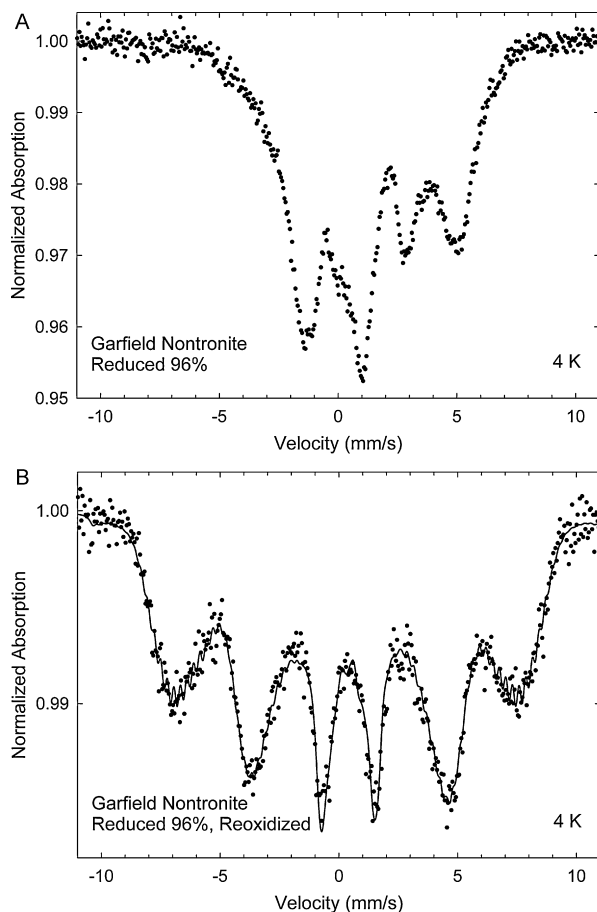 A
1.00
0.99
0.98
0.97
0.96
0.95
Normalized Absorption
Garfield Nontronite
Reduced 96%
4 K
-10 -5 0 5 10
Velocity (mm/s)
B
1.00
0.99
Normalized Absorption
Garfield Nontronite
Reduced 96%, Reoxidized
4 K
-10 -5 0 5 10
Velocity (mm/s)